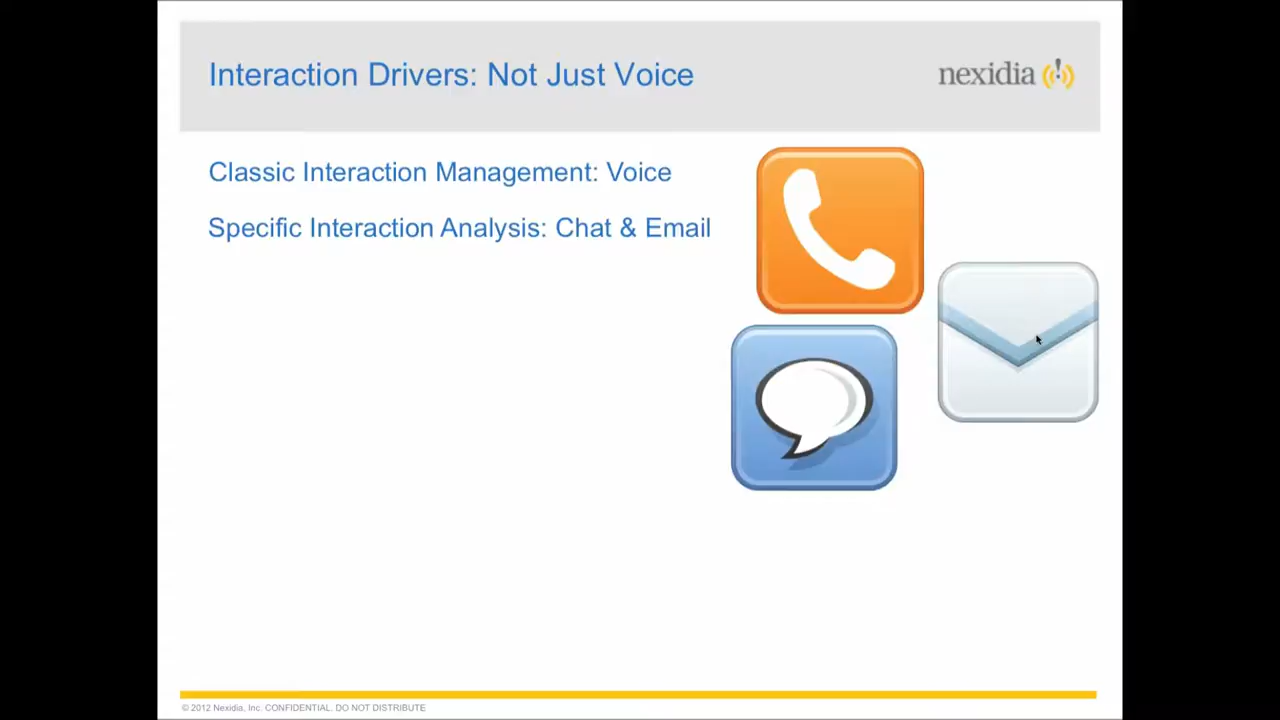 Interaction Drivers: Not Just Voice
nexidia
Classic Interaction Management: Voice
Specific Interaction Analysis: Chat & Email
© 2012 Nexidia, Inc. CONFIDENTIAL. DO NOT DISTRIBUTE